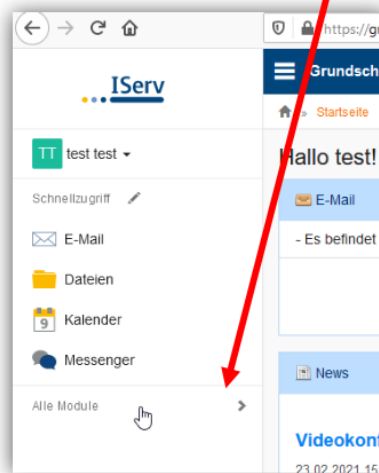 https://g
IServ
Grundsch
» Startseite
TT test test
Hallo test!
Schnellzugriff
E-Mail
E-Mail
- Es befindet
Dateien
9 Kalender
Messenger
News
Alle Module
Videokon
23.02.2021 15